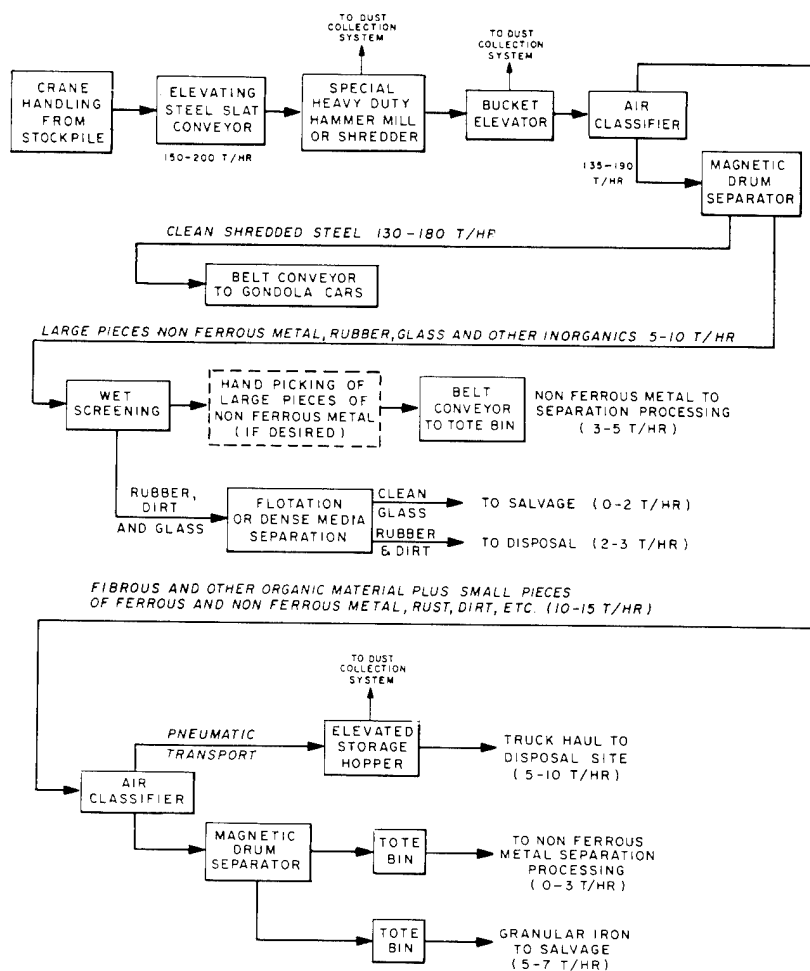 TO DUST
COLLECTION
SYSTEM
TO DUST
COLLECTION
SYSTEM
CRANE
HANDLING
FROM
STOCKPILE
ELEVATING
STEEL SLAT
CONVEYOR
150-200 T/HR
SPECIAL
HEAVY DUTY
HAMMER MILL
OR SHREDDER
BUCKET
ELEVATOR
AIR
CLASSIFIER
135-190
T/HR
MAGNETIC
DRUM
SEPARATOR
CLEAN SHREDDED STEEL 130-180 T/HF
BELT CONVEYOR
TO GONDOLA CARS
LARGE PIECES NON FERROUS METAL, RUBBER, GLASS AND OTHER INORGANICS 5-10 T/HR
WET
SCREENING
HAND PICKING OF
LARGE PIECES OF
NON FERROUS METAL
(IF DESIRED)
BELT
CONVEYOR
TO TOTE BIN
NON FERROUS METAL TO
SEPARATION PROCESSING
(3-5 T/HR)
RUBBER,
DIRT
AND GLASS
FLOTATION
OR DENSE MEDIA
SEPARATION
CLEAN
GLASS
TO SALVAGE (0-2 T/HR)
RUBBER
& DIRT
TO DISPOSAL (2-3 T/HR)
FIBROUS AND OTHER ORGANIC MATERIAL PLUS SMALL PIECES
OF FERROUS AND NON FERROUS METAL, RUST, DIRT, ETC. (10-15 T/HR)
TO DUST
COLLECTION
SYSTEM
PNEUMATIC
TRANSPORT
ELEVATED
STORAGE
HOPPER
TRUCK HAUL TO
DISPOSAL SITE
(5-10 T/HR)
AIR
CLASSIFIER
MAGNETIC
DRUM
SEPARATOR
TOTE
BIN
TO NON FERROUS
METAL SEPARATION
PROCESSING
(0-3 T/HR)
TOTE
BIN
GRANULAR IRON
TO SALVAGE
(5-7 T/HR)